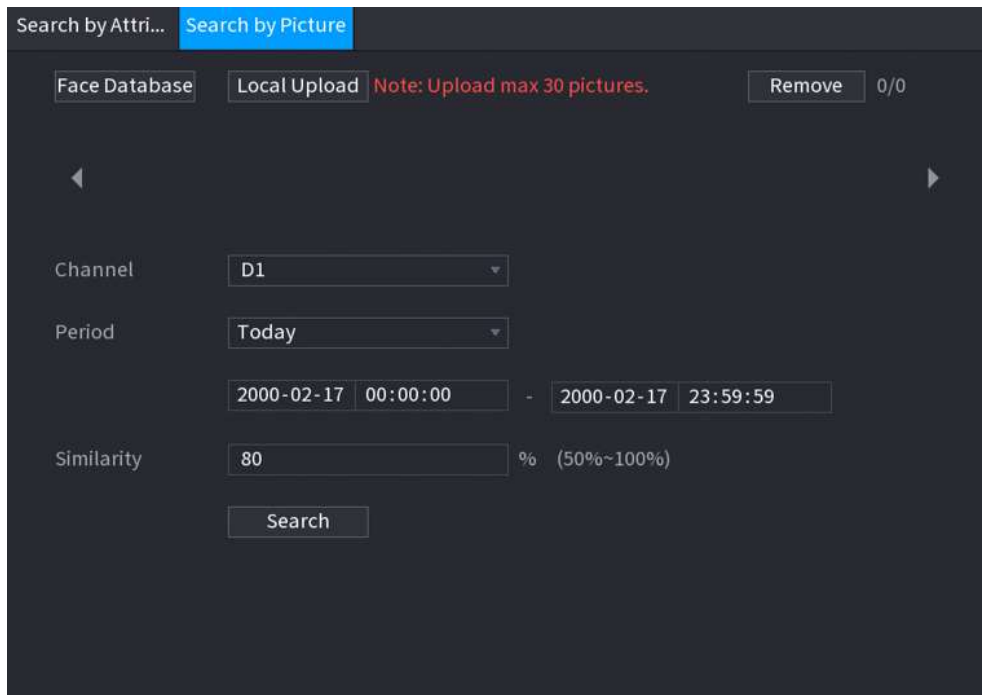 Search by Attri... Search by Picture
Face Database Local Upload Note: Upload max 30 pictures. Remove 0/0
Channel D1
Period Today
2000-02-17 00:00:00 - 2000-02-17 23:59:59
Similarity 80 % (50%~100%)
Search